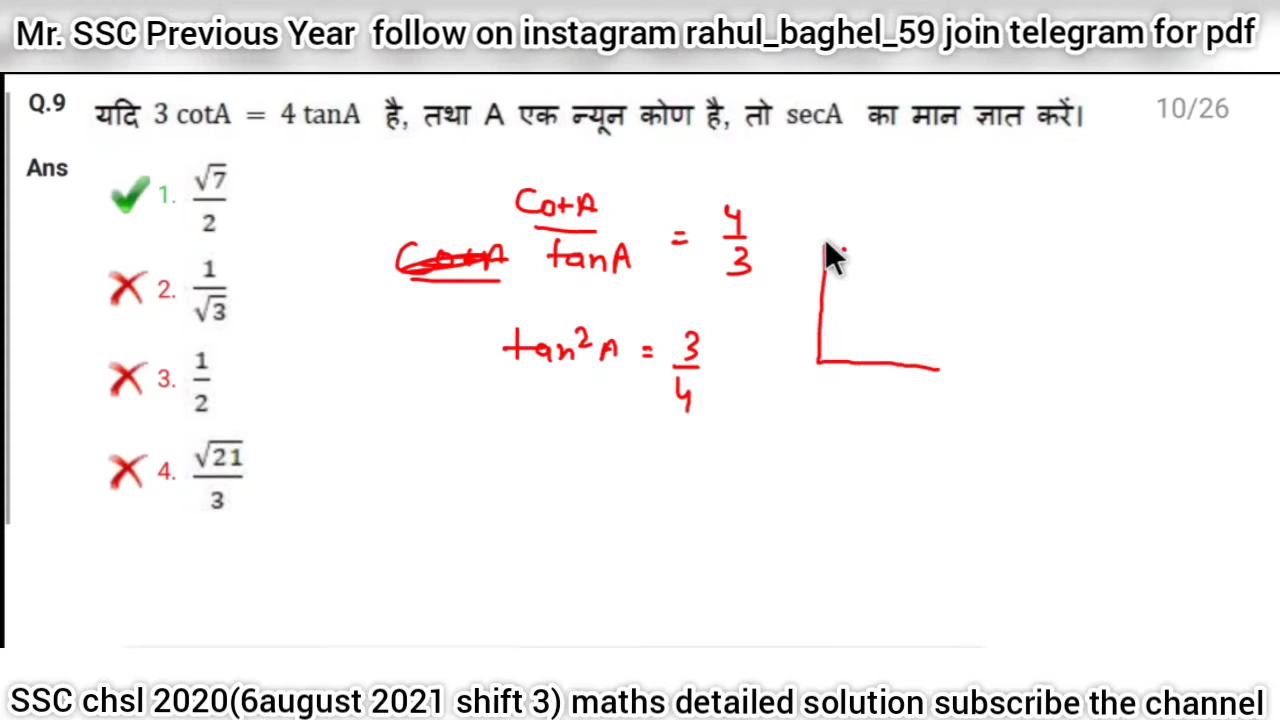 Mr. SSC Previous Year follow on instagram rahul_baghel_59 join telegram for pdf
Q.9 यदि 3 cotA = 4 tanA है, तथा A एक न्यून कोण है, तो secA का मान ज्ञात करें। 10/26
Ans
1. √7/2
2. 1/√3
3. 1/2
4. √21/3
CotA/tanA = 4/3
tan²A = 3/4
SSC chsl 2020(6august 2021 shift 3) maths detailed solution subscribe the channel